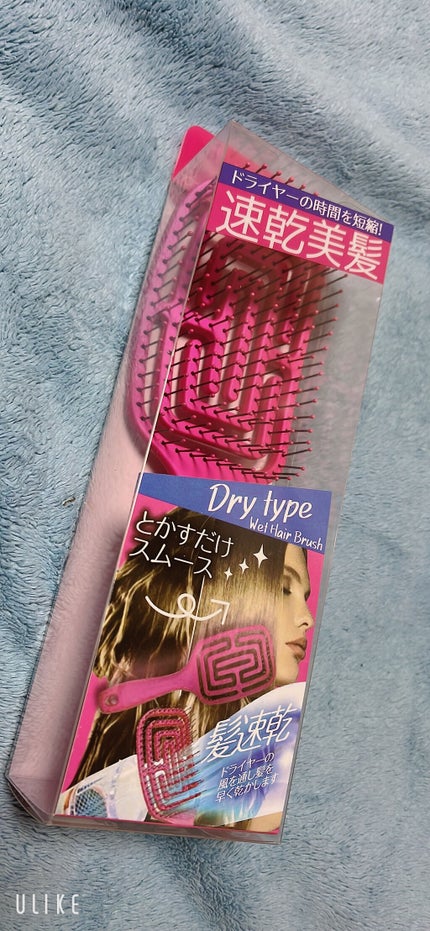 ドライヤーの時間を短縮!
速乾美髪
Dry type
Wet Hair Brush
とかすだけ
スムース
髪速乾
ドライヤーの
風を通し髪を
早く乾かします
ULIKE